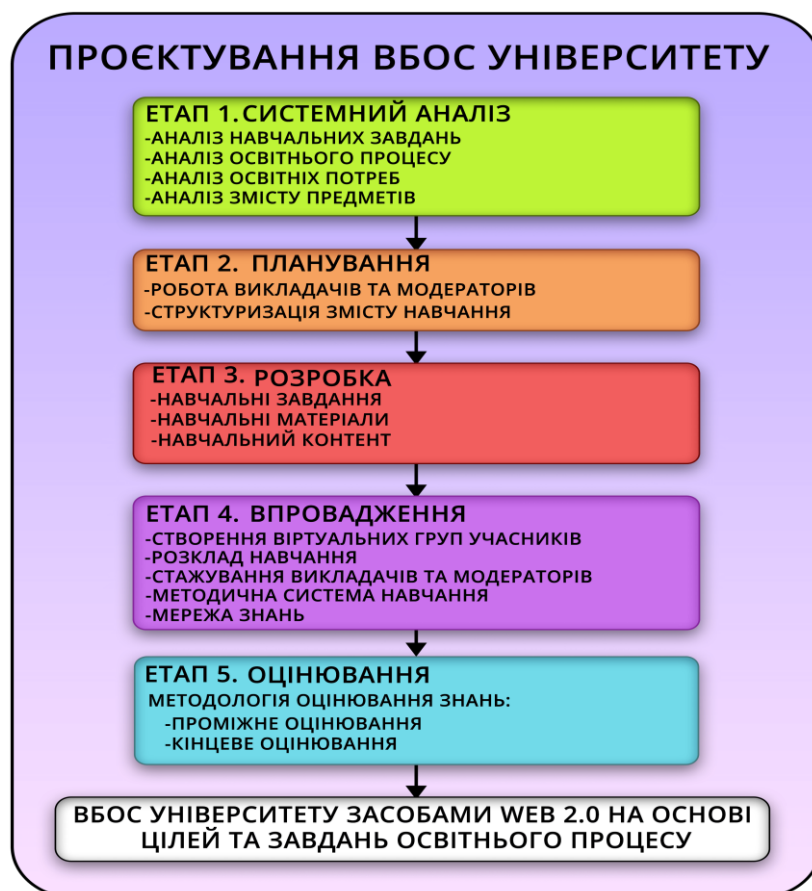 ПРОЄКТУВАННЯ ВБОС УНІВЕРСИТЕТУ
ЕТАП 1. СИСТЕМНИЙ АНАЛІЗ
-АНАЛІЗ НАВЧАЛЬНИХ ЗАВДАНЬ
-АНАЛІЗ ОСВІТНЬОГО ПРОЦЕСУ
-АНАЛІЗ ОСВІТНІХ ПОТРЕБ
-АНАЛІЗ ЗМІСТУ ПРЕДМЕТІВ
ЕТАП 2. ПЛАНУВАННЯ
-РОБОТА ВИКЛАДАЧІВ ТА МОДЕРАТОРІВ
-СТРУКТУРИЗАЦІЯ ЗМІСТУ НАВЧАННЯ
ЕТАП 3. РОЗРОБКА
-НАВЧАЛЬНІ ЗАВДАННЯ
-НАВЧАЛЬНІ МАТЕРІАЛИ
-НАВЧАЛЬНИЙ КОНТЕНТ
ЕТАП 4. ВПРОВАДЖЕННЯ
-СТВОРЕННЯ ВІРТУАЛЬНИХ ГРУП УЧАСНИКІВ
-РОЗКЛАД НАВЧАННЯ
-СТАЖУВАННЯ ВИКЛАДАЧІВ ТА МОДЕРАТОРІВ
-МЕТОДИЧНА СИСТЕМА НАВЧАННЯ
-МЕРЕЖА ЗНАНЬ
ЕТАП 5. ОЦІНЮВАННЯ
МЕТОДОЛОГІЯ ОЦІНЮВАННЯ ЗНАНЬ:
-ПРОМІЖНЕ ОЦІНЮВАННЯ
-КІНЦЕВЕ ОЦІНЮВАННЯ
ВБОС УНІВЕРСИТЕТУ ЗАСОБАМИ WEB 2.0 НА ОСНОВІ
ЦІЛЕЙ ТА ЗАВДАНЬ ОСВІТНЬОГО ПРОЦЕСУ